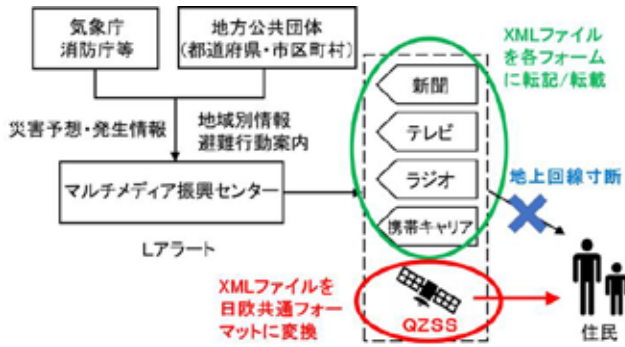 気象庁
消防庁等
地方公共団体
(都道府県・市区町村)
XMLファイル
を各フォーム
に転記/転載
新聞
災害予想・発生情報
地域別情報
避難行動案内
テレビ
マルチメディア振興センター
ラジオ
地上回線寸断
携帯キャリア
Lアラート
XMLファイルを
日欧共通フォー
マットに変換
QZSS
住民